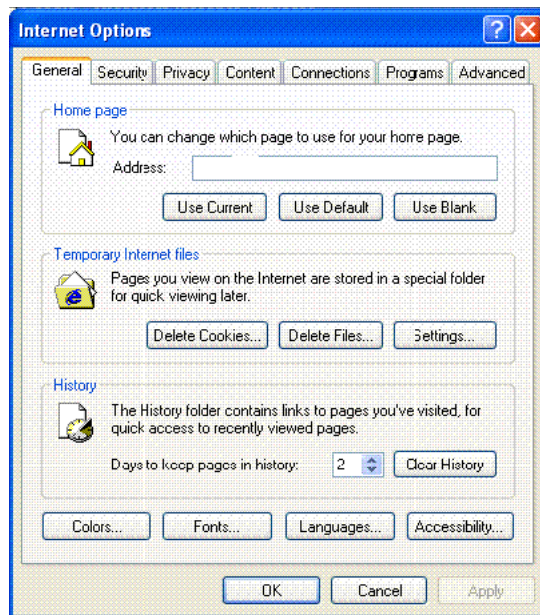 Internet Options
General Security Privacy Content Connections Programs Advanced
Home page
You can change which page to use for your home page.
Address:
Use Current Use Default Use Blank
Temporary Internet files
Pages you view on the Internet are stored in a special folder
for quick viewing later.
Delete Cookies... Delete Files... Settings...
History
The History folder contains links to pages you've visited, for
quick access to recently viewed pages.
Days to keep pages in history: 2 Clear History
Colors... Fonts... Languages... Accessibility...
OK Cancel Apply